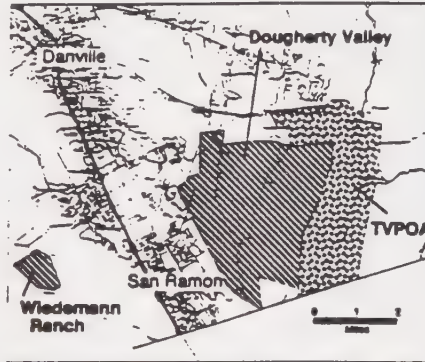 Dougherty Valley
Danville
TVPOA
San Ramon
Wiedemann
Ranch
0 1 2
Miles